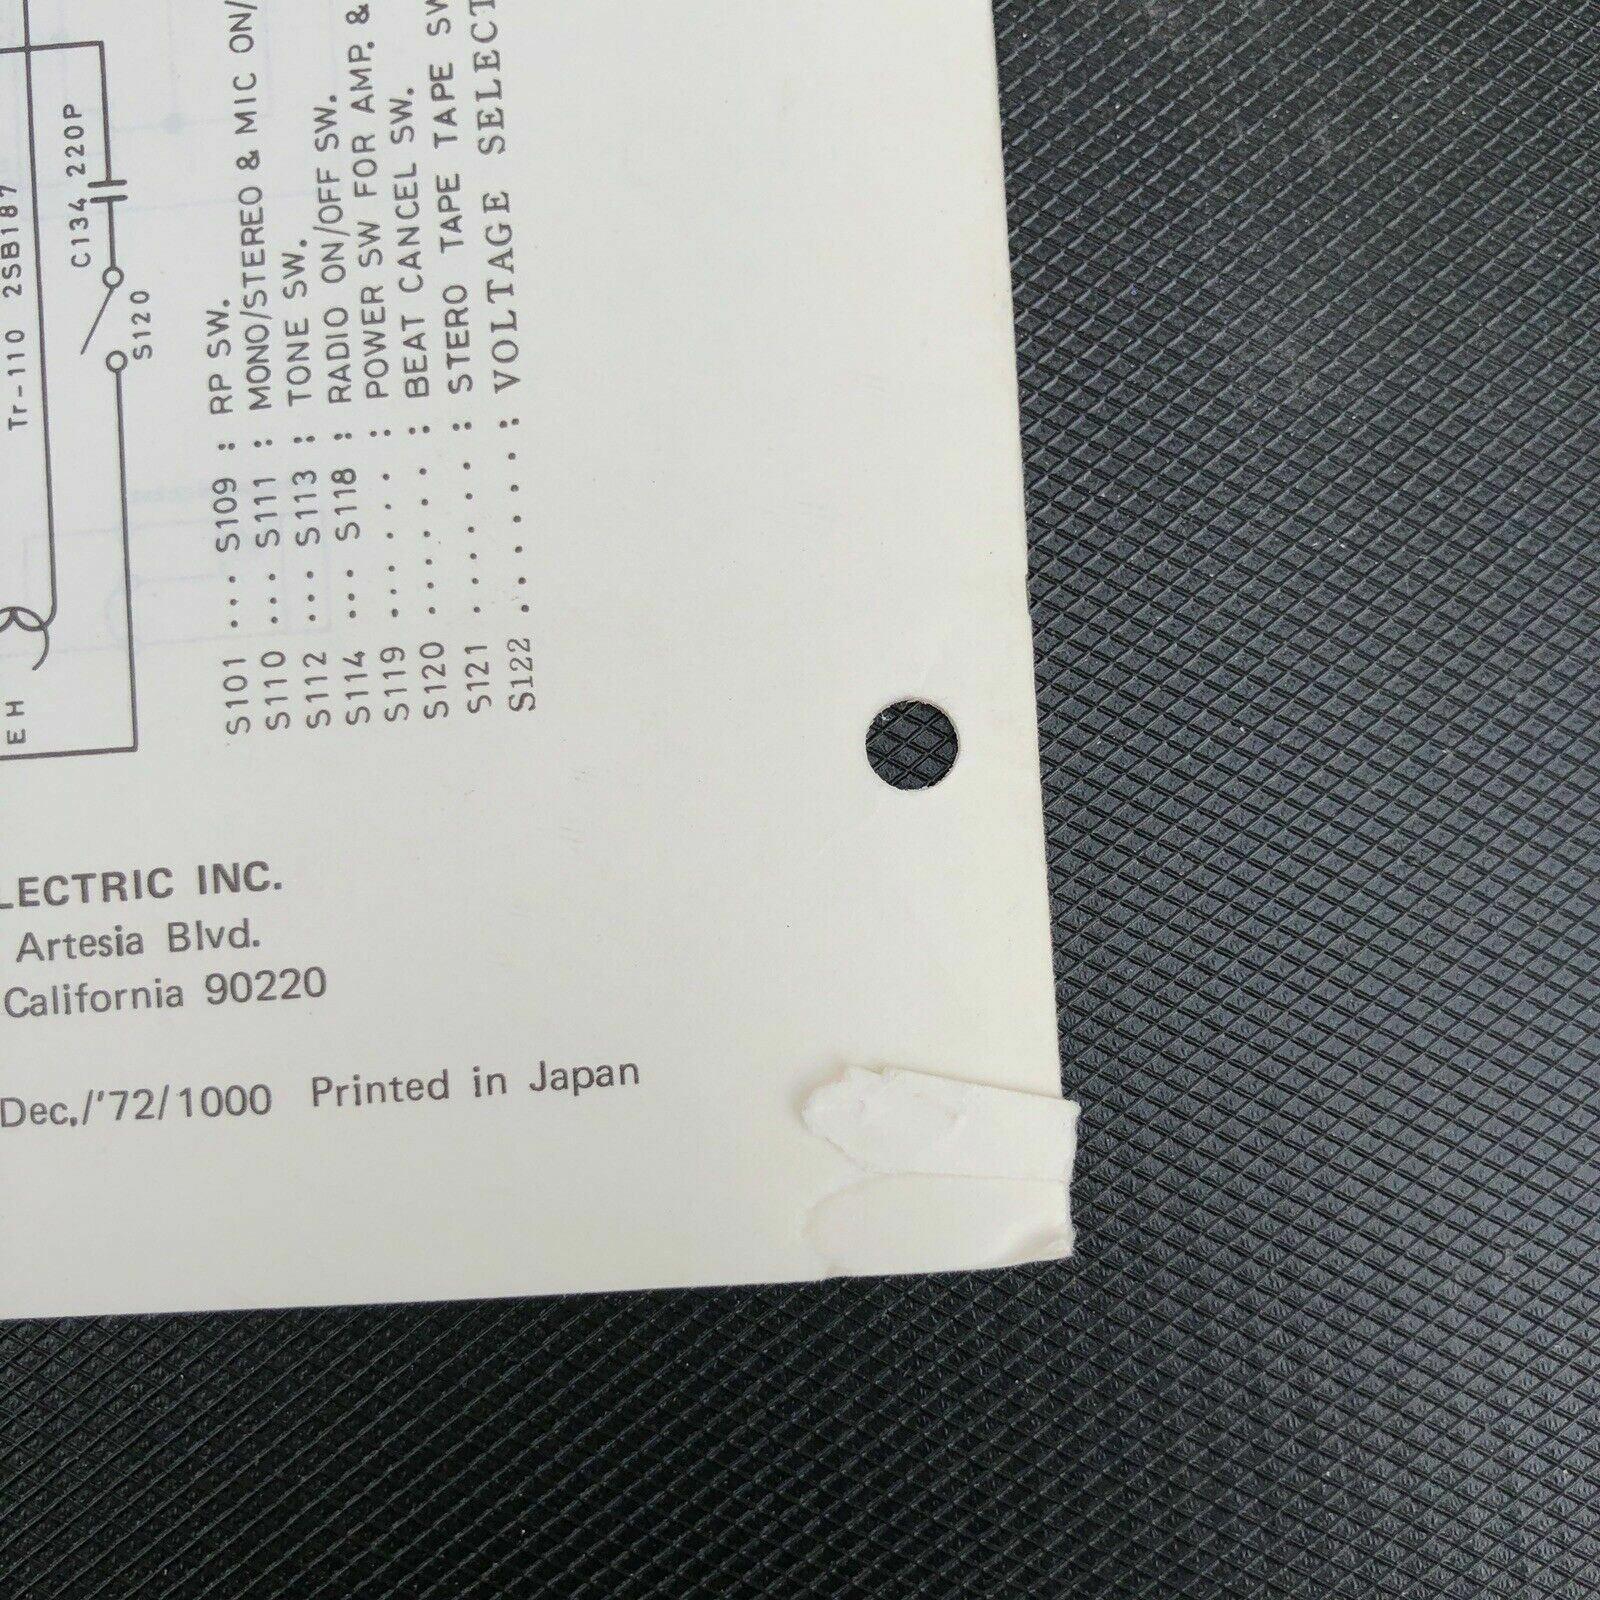 C134 220P
S120
Tr-110 2SB187
E H
S101 ... S109 : RP SW.
S110 ... S111 : MONO/STEREO & MIC ON/
S112 ... S113 : TONE SW.
S114 ... S118 : RADIO ON/OFF SW.
S119 ...... : POWER SW FOR AMP. &
S120 ...... : BEAT CANCEL SW.
S121 ...... : STERO TAPE TAPE SW
S122 ...... : VOLTAGE SELECT
LECTRIC INC.
Artesia Blvd.
California 90220
Dec./'72/1000 Printed in Japan